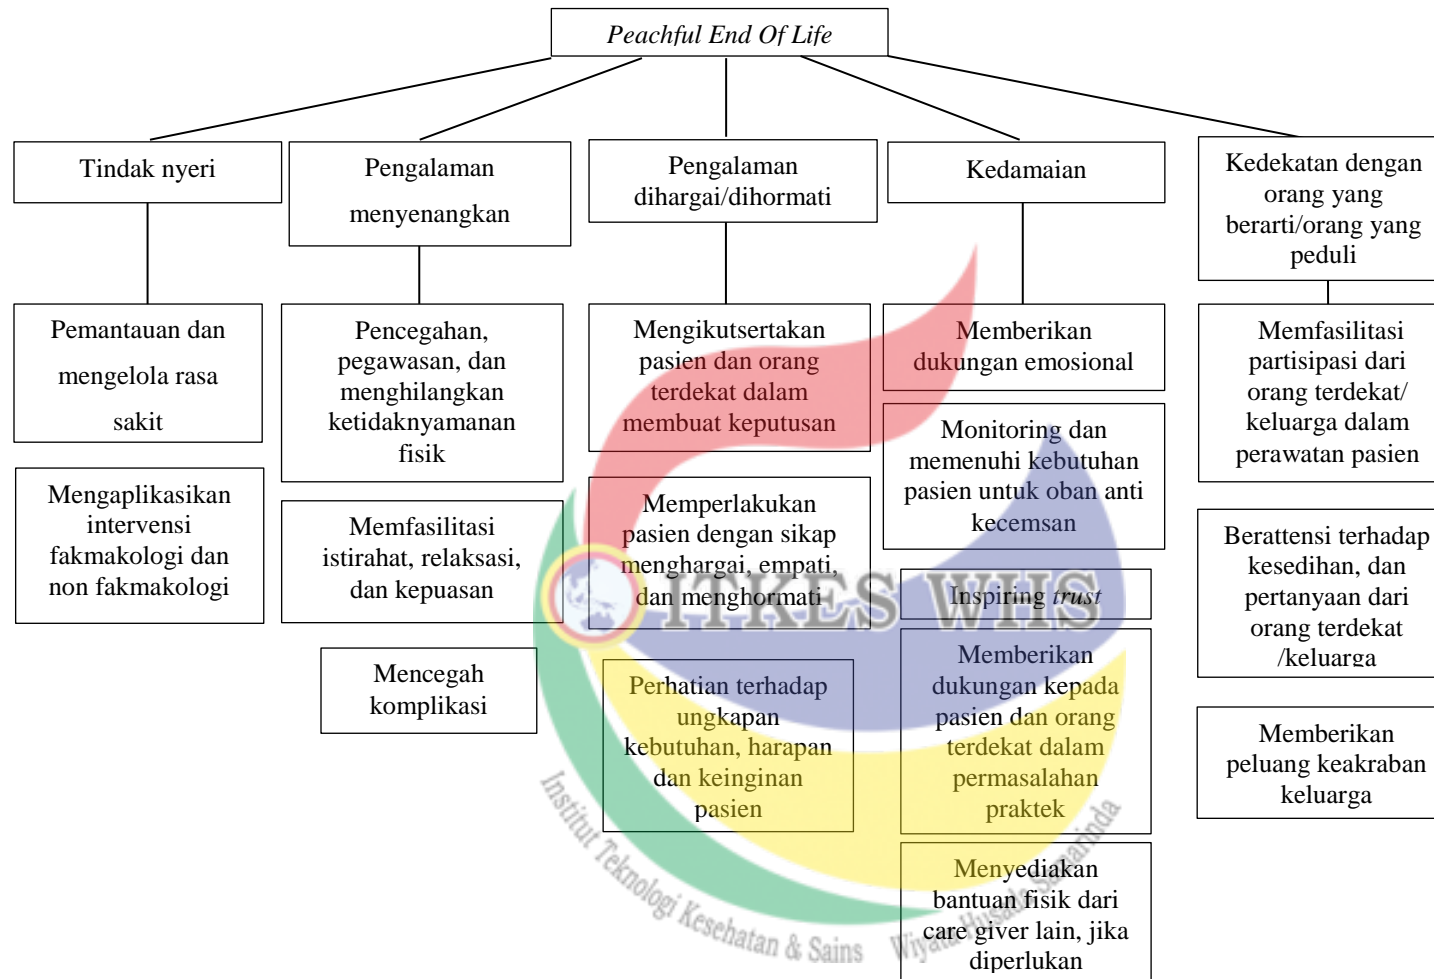 Peachful End Of Life
Tindak nyeri
Pemantauan dan
mengelola rasa
sakit
Mengaplikasikan
intervensi
fakmakologi dan
non fakmakologi
Pengalaman
menyenangkan
Pencegahan,
pegawasan, dan
menghilangkan
ketidaknyamanan
fisik
Memfasilitasi
istirahat, relaksasi,
dan kepuasan
Mencegah
komplikasi
Pengalaman
dihargai/dihormati
Mengikutsertakan
pasien dan orang
terdekat dalam
membuat keputusan
Memperlakukan
pasien dengan sikap
menghargai, empati,
dan menghormati
Perhatian terhadap
ungkapan
kebutuhan, harapan
dan keinginan
pasien
Kedamaian
Memberikan
dukungan emosional
Monitoring dan
memenuhi kebutuhan
pasien untuk oban anti
kecemsan
Inspiring trust
Memberikan
dukungan kepada
pasien dan orang
terdekat dalam
permasalahan
praktek
Menyediakan
bantuan fisik dari
care giver lain, jika
diperlukan
Kedekatan dengan
orang yang
berarti/orang yang
peduli
Memfasilitasi
partisipasi dari
orang terdekat/
keluarga dalam
perawatan pasien
Berattensi terhadap
kesedihan, dan
pertanyaan dari
orang terdekat
/keluarga
Memberikan
peluang keakraban
keluarga
ITKES WHS
Institut Teknologi Kesehatan & Sains Wiyata Husada Samarinda